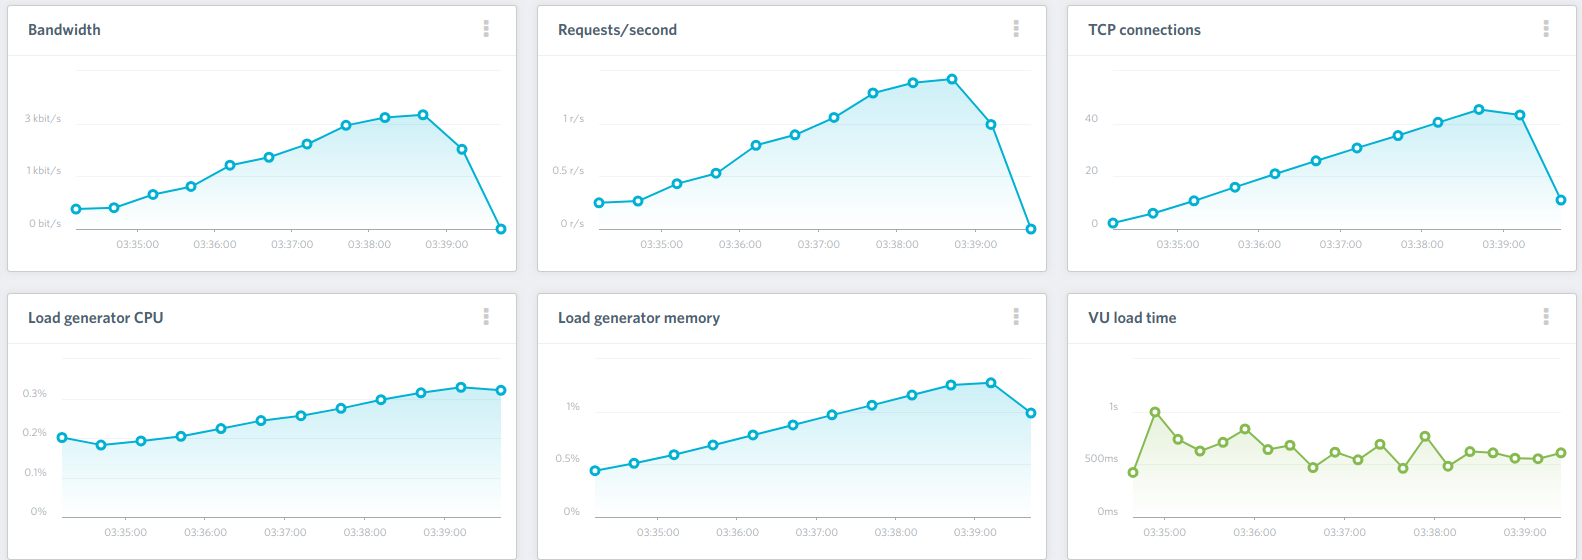 Bandwidth
3 kbit/s
1 kbit/s
0 bit/s
03:35:00 03:36:00 03:37:00 03:38:00 03:39:00
Requests/second
1 r/s
0.5 r/s
0 r/s
03:35:00 03:36:00 03:37:00 03:38:00 03:39:00
TCP connections
40
20
0
03:35:00 03:36:00 03:37:00 03:38:00 03:39:00
Load generator CPU
0.3%
0.2%
0.1%
0%
03:35:00 03:36:00 03:37:00 03:38:00 03:39:00
Load generator memory
1%
0.5%
0%
03:35:00 03:36:00 03:37:00 03:38:00 03:39:00
VU load time
1s
500ms
0ms
03:35:00 03:36:00 03:37:00 03:38:00 03:39:00